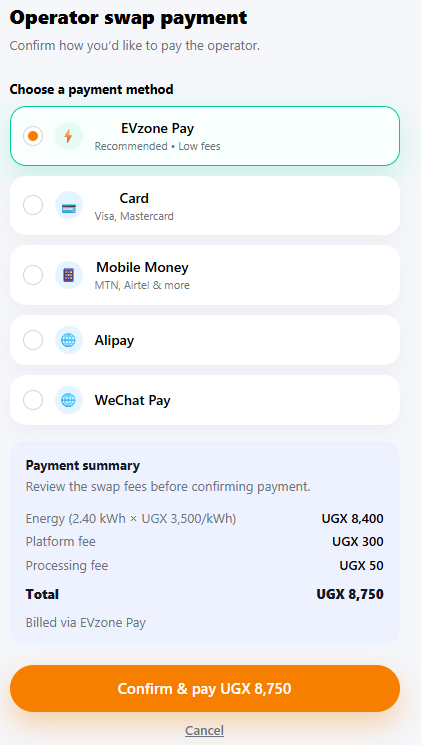 Operator swap payment
Confirm how you'd like to pay the operator.
Choose a payment method
EVzone Pay
Recommended • Low fees
Card
Visa, Mastercard
Mobile Money
MTN, Airtel & more
Alipay
WeChat Pay
Payment summary
Review the swap fees before confirming payment.
Energy (2.40 kWh × UGX 3,500/kWh) UGX 8,400
Platform fee UGX 300
Processing fee UGX 50
Total UGX 8,750
Billed via EVzone Pay
Confirm & pay UGX 8,750
Cancel